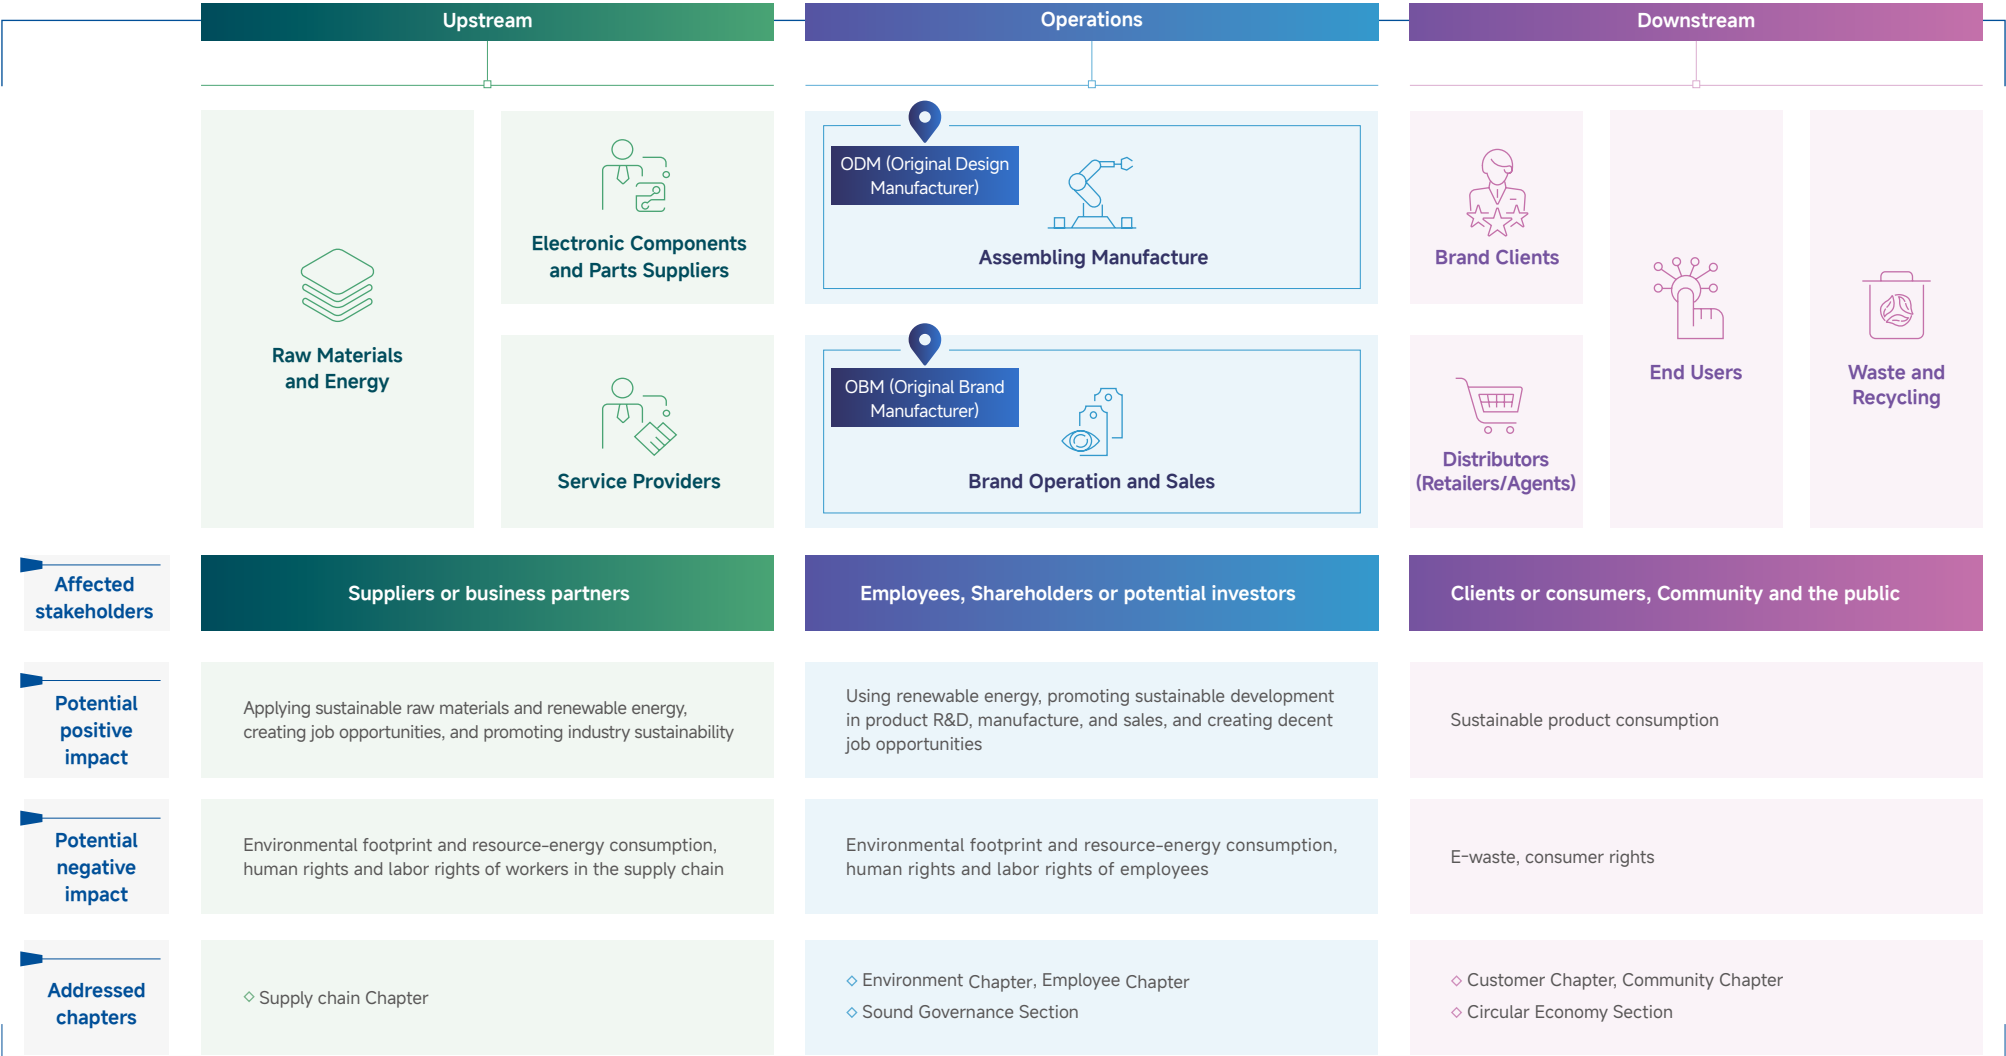 Upstream
Operations
Downstream
Raw Materials
and Energy
Electronic Components
and Parts Suppliers
Service Providers
ODM (Original Design
Manufacturer)
Assembling Manufacture
OBM (Original Brand
Manufacturer)
Brand Operation and Sales
Brand Clients
Distributors
(Retailers/Agents)
End Users
Waste and
Recycling
Affected
stakeholders
Suppliers or business partners
Employees, Shareholders or potential investors
Clients or consumers, Community and the public
Potential
positive
impact
Applying sustainable raw materials and renewable energy,
creating job opportunities, and promoting industry sustainability
Using renewable energy, promoting sustainable development
in product R&D, manufacture, and sales, and creating decent
job opportunities
Sustainable product consumption
Potential
negative
impact
Environmental footprint and resource-energy consumption,
human rights and labor rights of workers in the supply chain
Environmental footprint and resource-energy consumption,
human rights and labor rights of employees
E-waste, consumer rights
Addressed
chapters
◇ Supply chain Chapter
◇ Environment Chapter, Employee Chapter
◇ Sound Governance Section
◇ Customer Chapter, Community Chapter
◇ Circular Economy Section